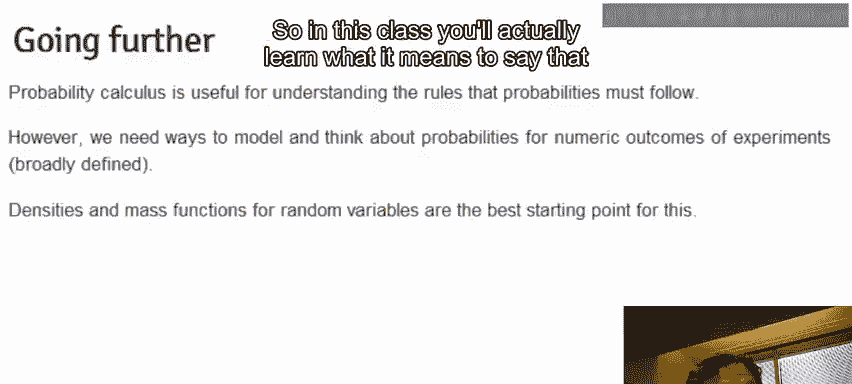 So in this class you'll actually
learn what it means to say that
Going further
Probability calculus is useful for understanding the rules that probabilities must follow.
However, we need ways to model and think about probabilities for numeric outcomes of experiments
(broadly defined).
Densities and mass functions for random variables are the best starting point for this.